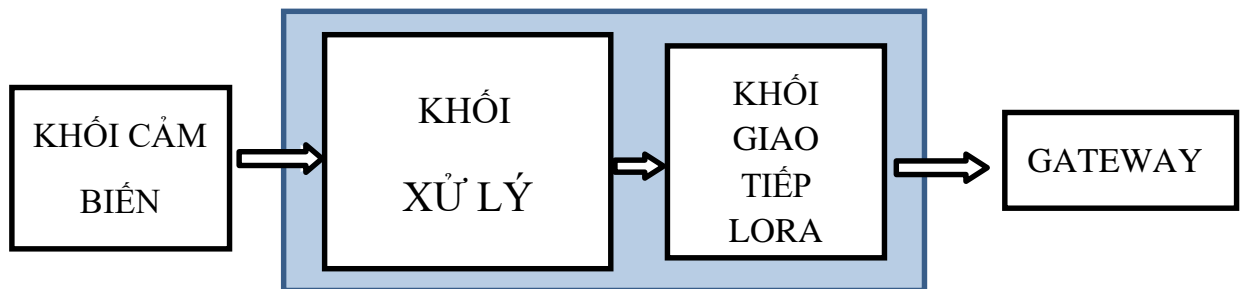 KHỐI CẢM
BIẾN
KHỐI
XỬ LÝ
KHỐI
GIAO
TIẾP
LORA
GATEWAY